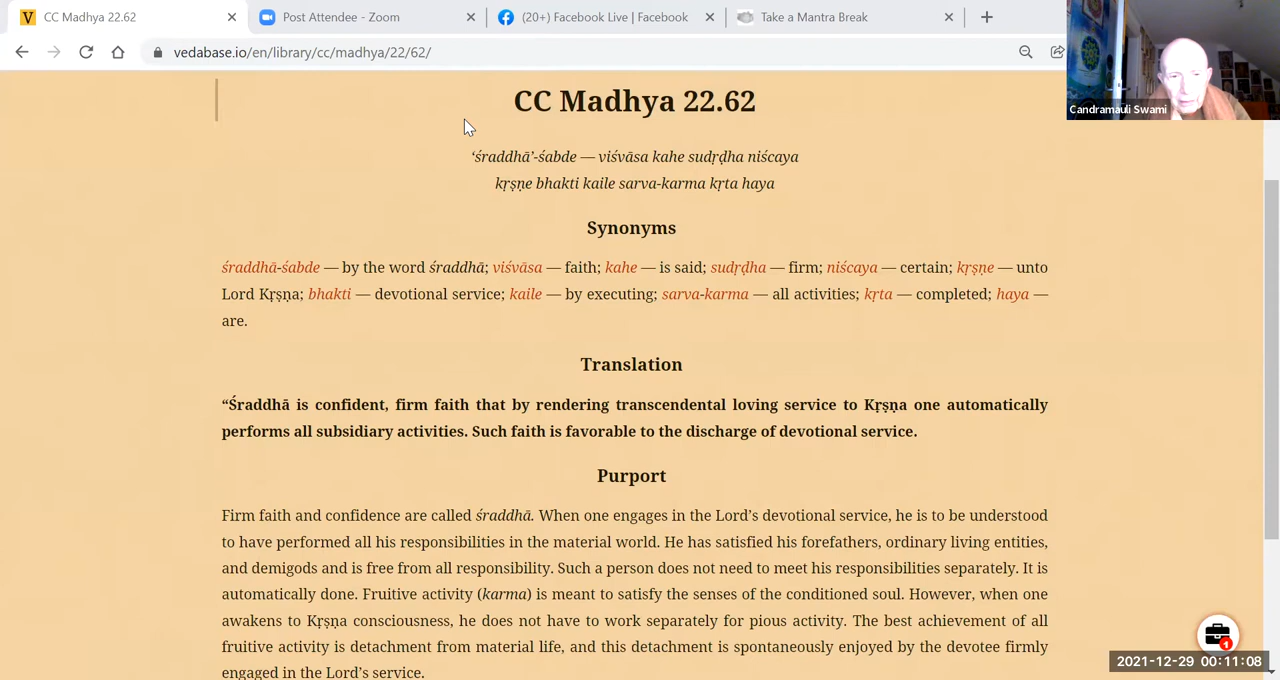 CC Madhya 22.62
Post Attendee - Zoom
(20+) Facebook Live | Facebook
Take a Mantra Break
vedabase.io/en/library/cc/madhya/22/62/
Candramauli Swami
CC Madhya 22.62
‘śraddhā’-śabde — viśvāsa kahe sudṛḍha niścaya
kṛṣṇe bhakti kaile sarva-karma kṛta haya
Synonyms
śraddhā-śabde — by the word śraddhā; viśvāsa — faith; kahe — is said; sudṛḍha — firm; niścaya — certain; kṛṣṇe — unto
Lord Kṛṣṇa; bhakti — devotional service; kaile — by executing; sarva-karma — all activities; kṛta — completed; haya —
are.
Translation
“Śraddhā is confident, firm faith that by rendering transcendental loving service to Kṛṣṇa one automatically
performs all subsidiary activities. Such faith is favorable to the discharge of devotional service.
Purport
Firm faith and confidence are called śraddhā. When one engages in the Lord’s devotional service, he is to be understood
to have performed all his responsibilities in the material world. He has satisfied his forefathers, ordinary living entities,
and demigods and is free from all responsibility. Such a person does not need to meet his responsibilities separately. It is
automatically done. Fruitive activity (karma) is meant to satisfy the senses of the conditioned soul. However, when one
awakens to Kṛṣṇa consciousness, he does not have to work separately for pious activity. The best achievement of all
fruitive activity is detachment from material life, and this detachment is spontaneously enjoyed by the devotee firmly
engaged in the Lord’s service.
1
2021-12-29 00:11:08